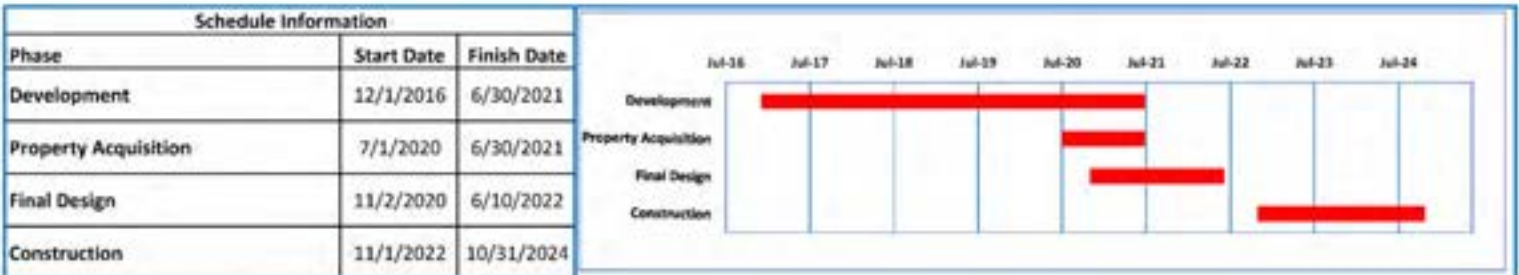 Schedule Information
Phase Start Date Finish Date
Development 12/1/2016 6/30/2021
Property Acquisition 7/1/2020 6/30/2021
Final Design 11/2/2020 6/10/2022
Construction 11/1/2022 10/31/2024
Jul-16 Jul-17 Jul-18 Jul-19 Jul-20 Jul-21 Jul-22 Jul-23 Jul-24
Development
Property Acquisition
Final Design
Construction